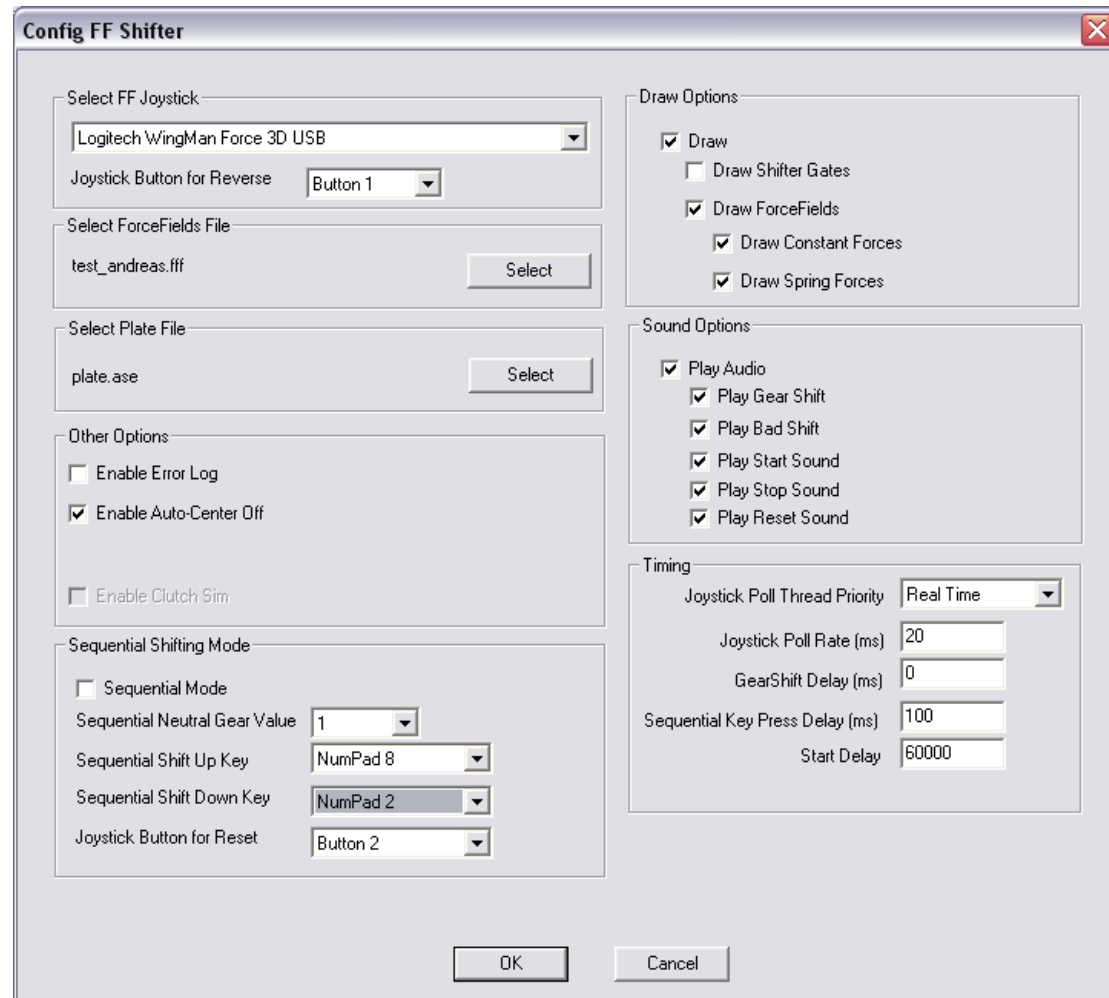 Config FF Shifter
Select FF Joystick
Logitech WingMan Force 3D USB
Joystick Button for Reverse
Button 1
Select ForceFields File
test_andreas.fff
Select
Select Plate File
plate.ase
Select
Other Options
Enable Error Log
Enable Auto-Center Off
Enable Clutch Sim
Sequential Shifting Mode
Sequential Mode
Sequential Neutral Gear Value
1
Sequential Shift Up Key
NumPad 8
Sequential Shift Down Key
NumPad 2
Joystick Button for Reset
Button 2
Draw Options
Draw
Draw Shifter Gates
Draw ForceFields
Draw Constant Forces
Draw Spring Forces
Sound Options
Play Audio
Play Gear Shift
Play Bad Shift
Play Start Sound
Play Stop Sound
Play Reset Sound
Timing
Joystick Poll Thread Priority
Real Time
Joystick Poll Rate (ms)
20
GearShift Delay (ms)
0
Sequential Key Press Delay (ms)
100
Start Delay
60000
OK
Cancel